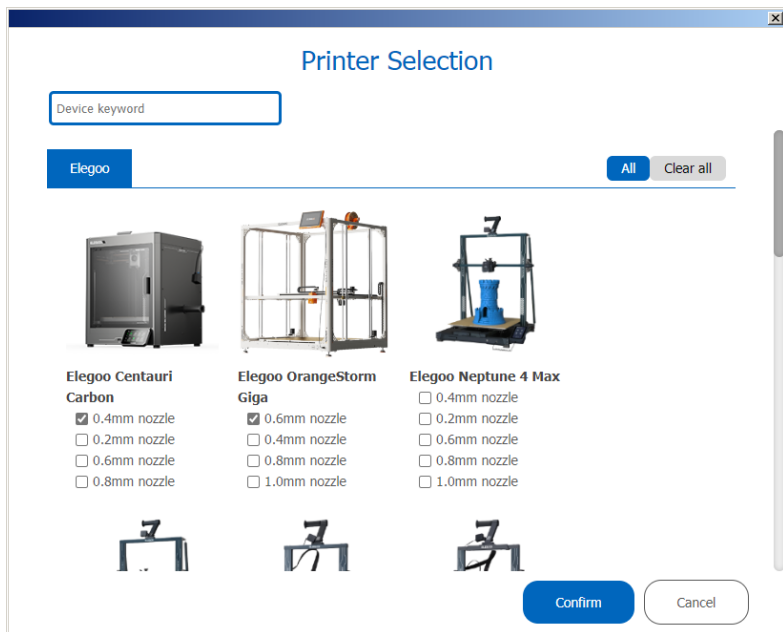 Printer Selection
Device keyword
Elegoo
All
Clear all
Elegoo Centauri
Carbon
0.4mm nozzle
0.2mm nozzle
0.6mm nozzle
0.8mm nozzle
Elegoo OrangeStorm
Giga
0.6mm nozzle
0.4mm nozzle
0.8mm nozzle
1.0mm nozzle
Elegoo Neptune 4 Max
0.4mm nozzle
0.2mm nozzle
0.6mm nozzle
0.8mm nozzle
1.0mm nozzle
Confirm
Cancel